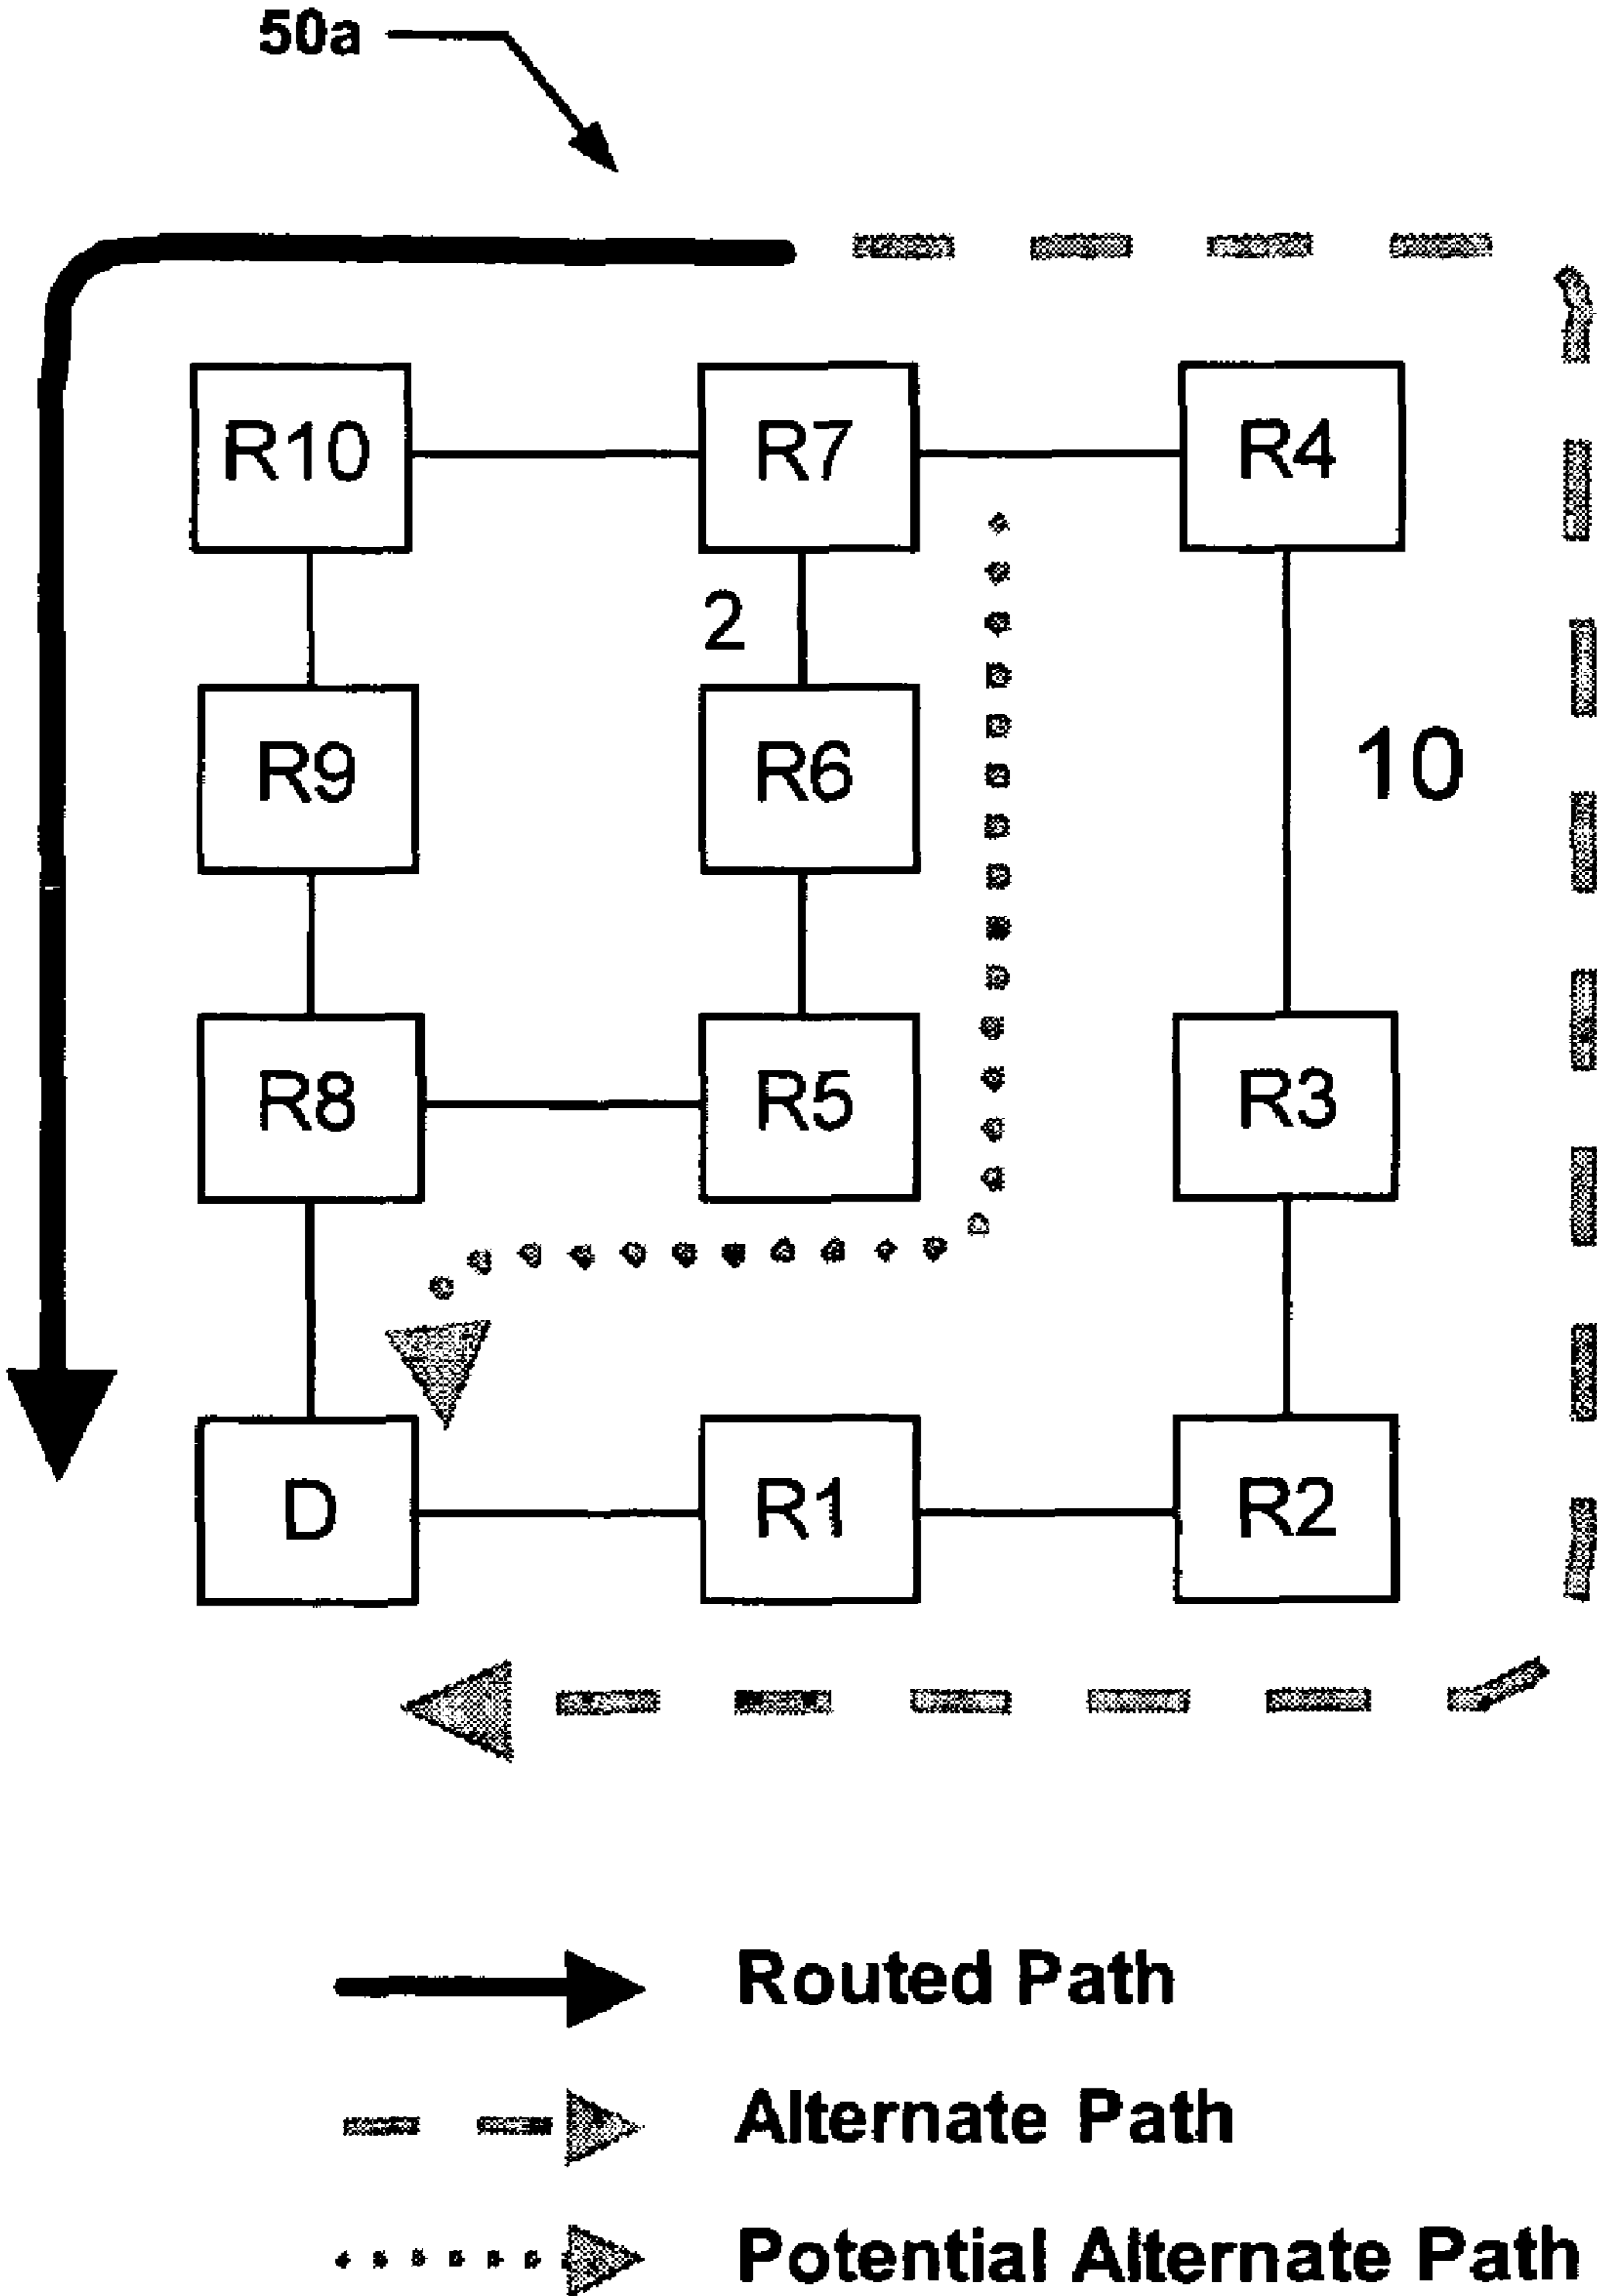 50a
R10 R7 R4
2
R9 R6 10
R8 R5 R3
D R1 R2
Routed Path
Alternate Path
Potential Alternate Path